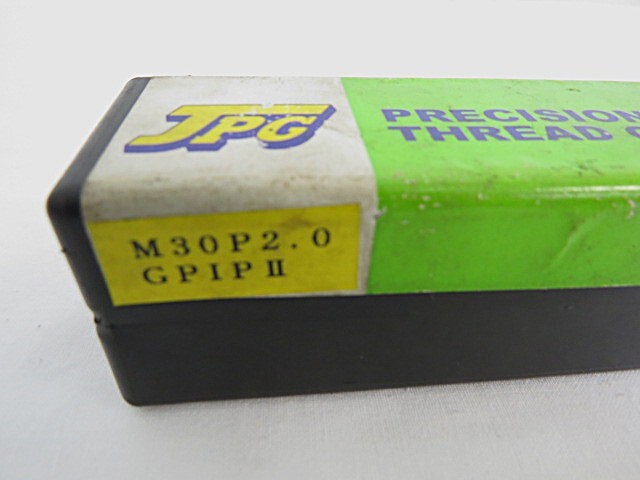 JPG
PRECISION
THREAD G
M30P2.0
GPIPⅡ